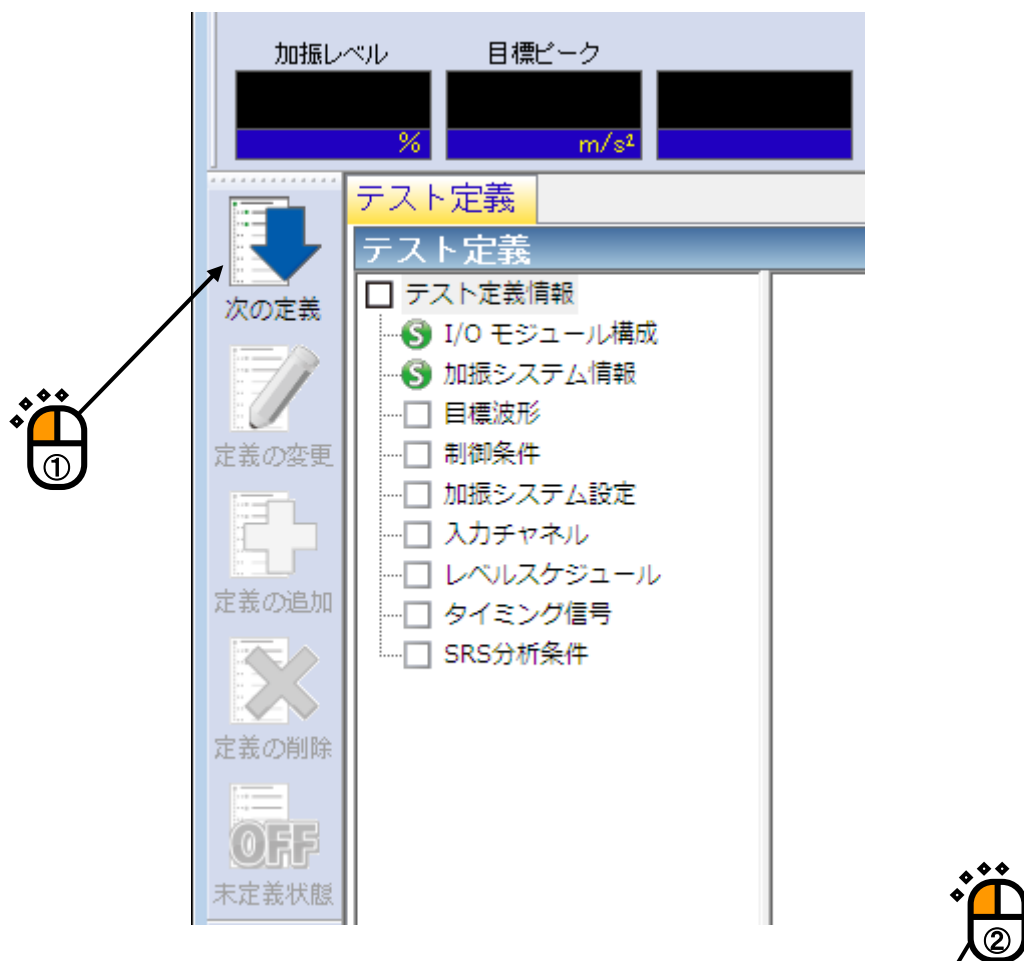 加振レベル
目標ピーク
%
m/s²
テスト定義
テスト定義
次の定義
定義の変更
定義の追加
定義の削除
OFF
未定義状態
テスト定義情報
S I/O モジュール構成
S 加振システム情報
目標波形
制御条件
加振システム設定
入力チャネル
レベルスケジュール
タイミング信号
SRS分析条件
①
②